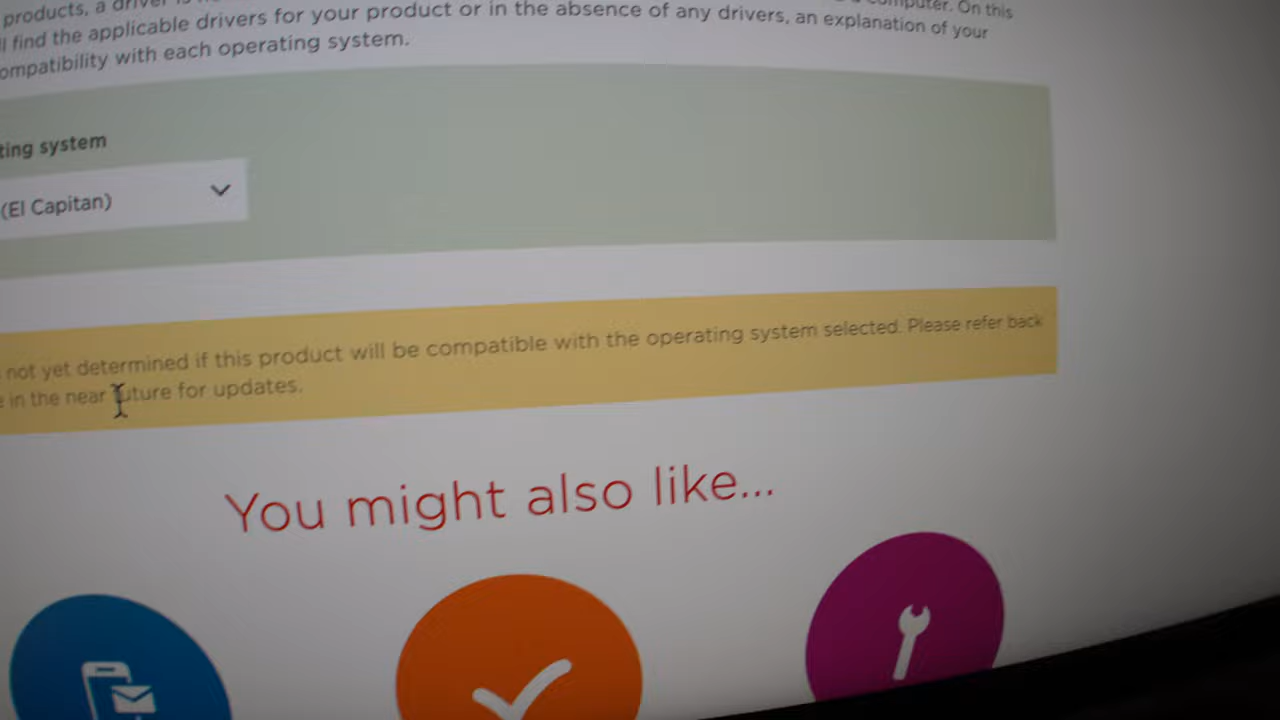 products, a driver is
computer. On this
find the applicable drivers for your product or in the absence of any drivers, an explanation of your
ompatibility with each operating system.
ting system
(El Capitan)
not yet determined if this product will be compatible with the operating system selected. Please refer back
e in the near future for updates.
You might also like...